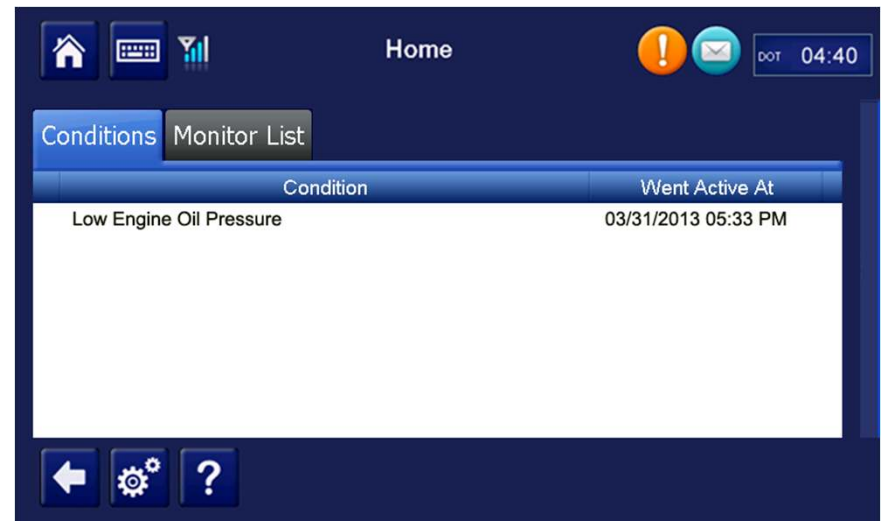 Home
DOT 04:40
Conditions Monitor List
Condition Went Active At
Low Engine Oil Pressure 03/31/2013 05:33 PM